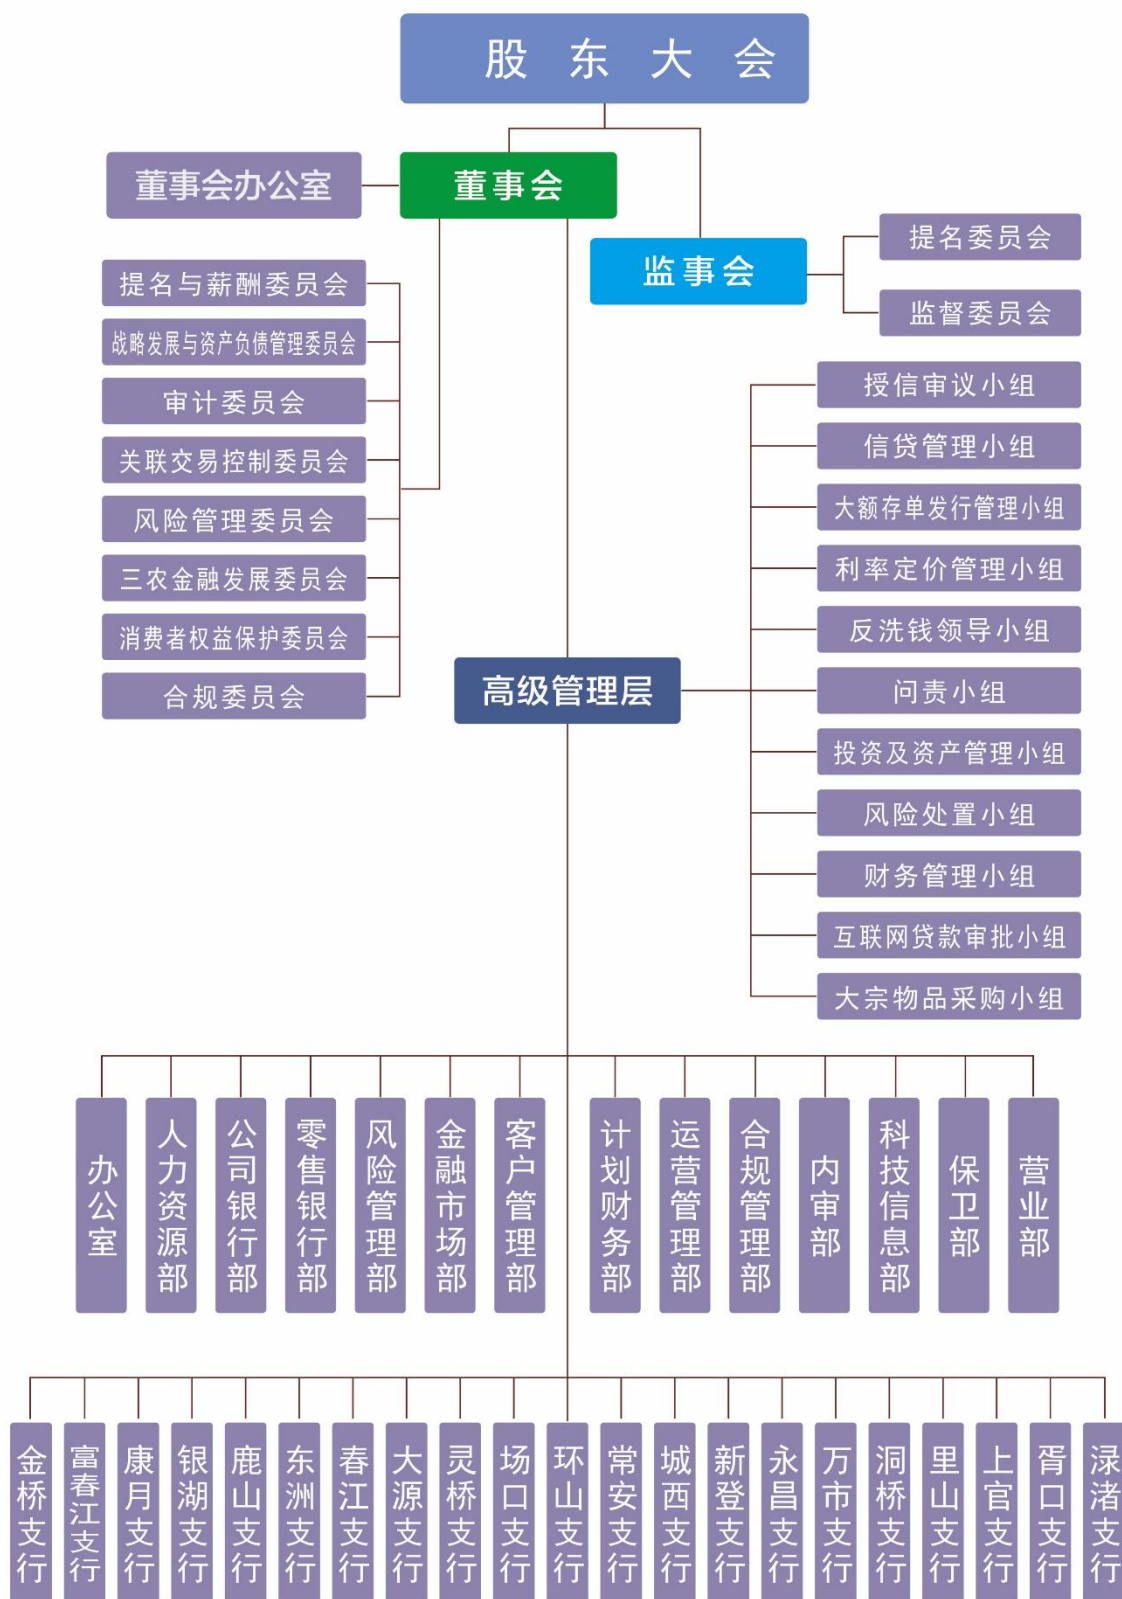 股东大会
董事会办公室
董事会
监事会
提名委员会
监督委员会
提名与薪酬委员会
战略发展与资产负债管理委员会
审计委员会
关联交易控制委员会
风险管理委员会
三农金融发展委员会
消费者权益保护委员会
合规委员会
高级管理层
授信审议小组
信贷管理小组
大额存单发行管理小组
利率定价管理小组
反洗钱领导小组
问责小组
投资及资产管理小组
风险处置小组
财务管理小组
互联网贷款审批小组
大宗物品采购小组
办公室
人力资源部
公司银行部
零售银行部
风险管理部
金融市场部
客户管理部
计划财务部
运营管理部
合规管理部
内审部
科技信息部
保卫部
营业部
金桥支行
富春江支行
康月支行
银湖支行
鹿山支行
东洲支行
春江支行
大源支行
灵桥支行
场口支行
环山支行
常安支行
城西支行
新登支行
永昌支行
万市支行
洞桥支行
里山支行
上官支行
胥口支行
渌渚支行